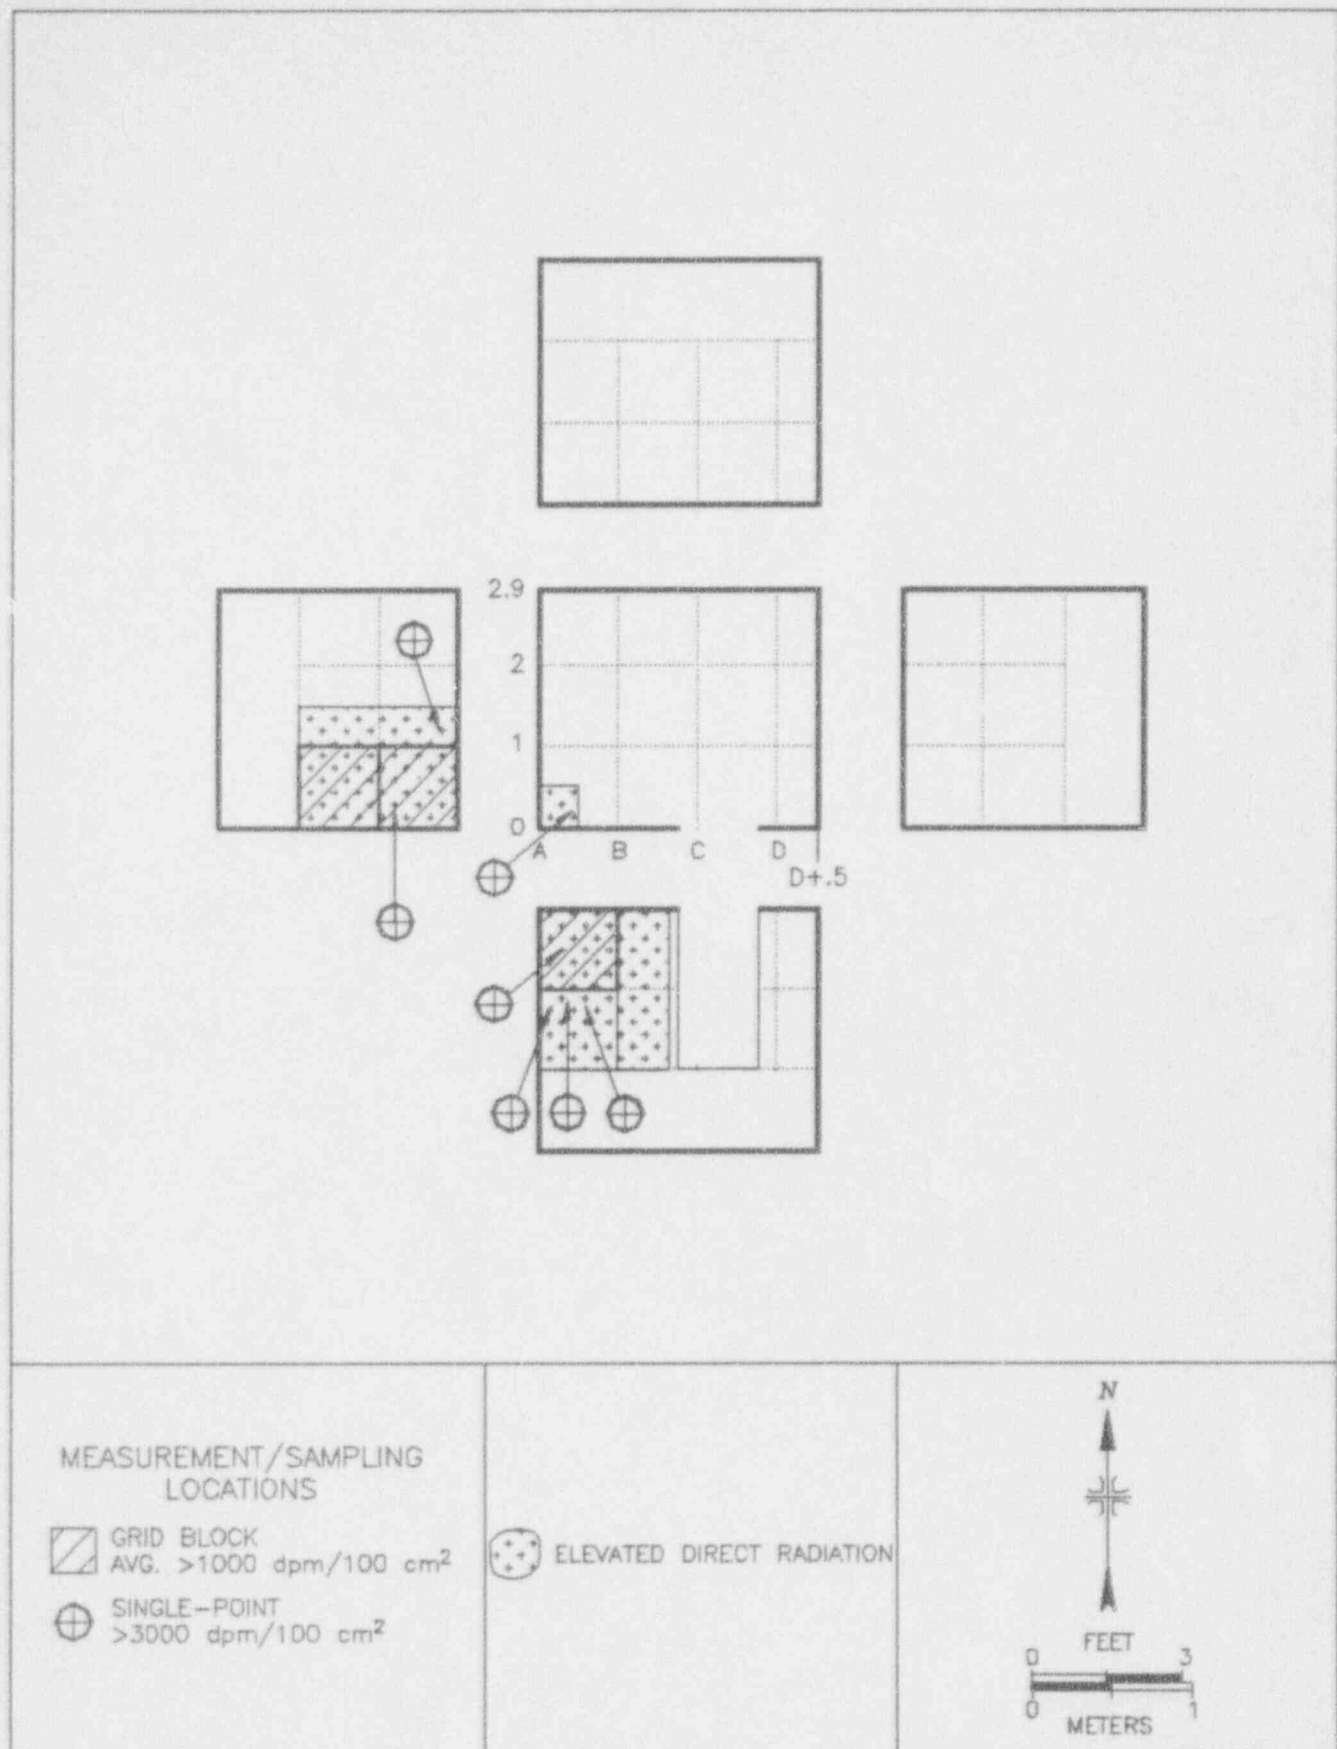 2.9
2
1
0
A B C D
D+.5
MEASUREMENT/SAMPLING
LOCATIONS
GRID BLOCK
AVG. >1000 dpm/100 cm²
SINGLE-POINT
>3000 dpm/100 cm²
ELEVATED DIRECT RADIATION
N
FEET
0 3
0 1
METERS